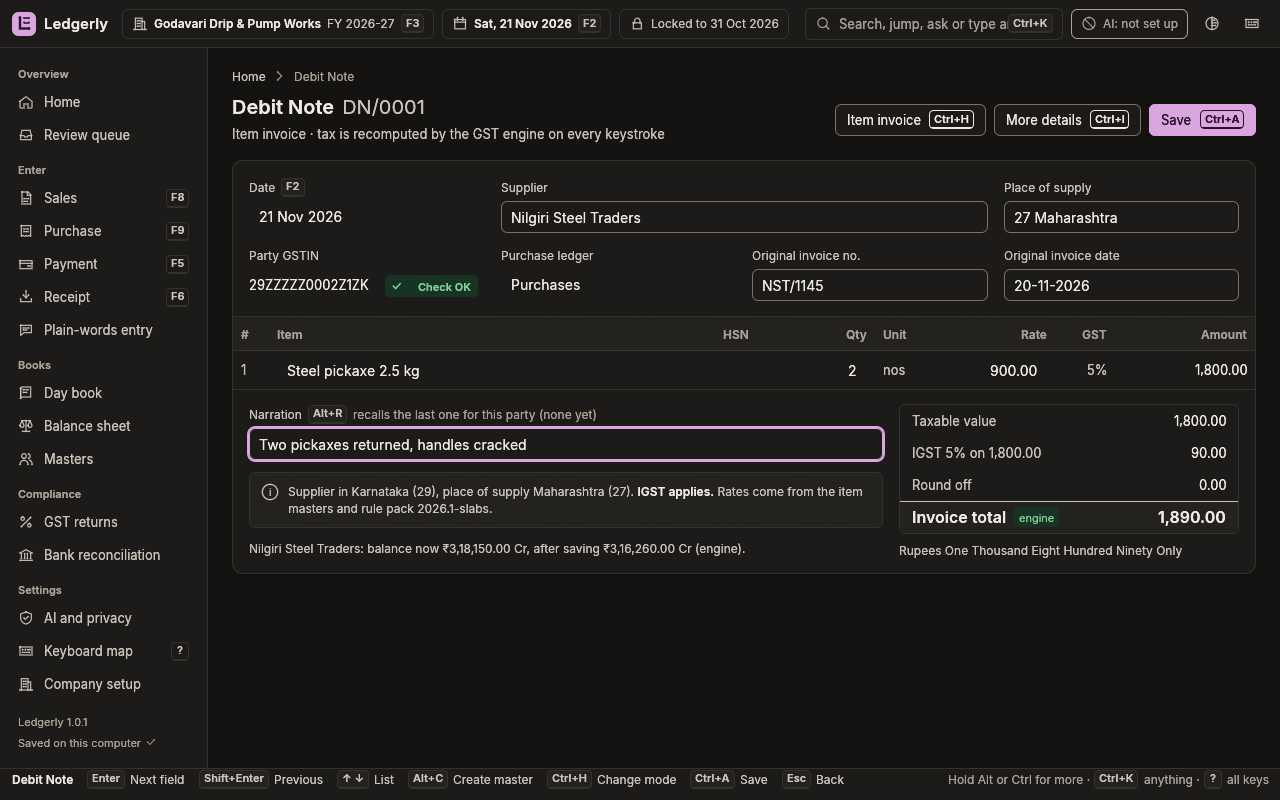 Ledgerly
Godavari Drip & Pump Works FY 2026-27 F3
Sat, 21 Nov 2026 F2
Locked to 31 Oct 2026
Search, jump, ask or type a Ctrl+K
AI: not set up
Overview
Home
Review queue
Enter
Sales F8
Purchase F9
Payment F5
Receipt F6
Plain-words entry
Books
Day book
Balance sheet
Masters
Compliance
GST returns
Bank reconciliation
Settings
AI and privacy
Keyboard map ?
Company setup
Ledgerly 1.0.1
Saved on this computer
Home Debit Note
Debit Note DN/0001
Item invoice · tax is recomputed by the GST engine on every keystroke
Item invoice Ctrl+H
More details Ctrl+I
Save Ctrl+A
Date F2 Supplier Place of supply
21 Nov 2026 Nilgiri Steel Traders 27 Maharashtra
Party GSTIN Purchase ledger Original invoice no. Original invoice date
29ZZZZZ0002Z1ZK Check OK Purchases NST/1145 20-11-2026
# Item HSN Qty Unit Rate GST Amount
1 Steel pickaxe 2.5 kg 2 nos 900.00 5% 1,800.00
Narration Alt+R recalls the last one for this party (none yet)
Two pickaxes returned, handles cracked
Supplier in Karnataka (29), place of supply Maharashtra (27). IGST applies. Rates come from the item
masters and rule pack 2026.1-slabs.
Nilgiri Steel Traders: balance now ₹3,18,150.00 Cr, after saving ₹3,16,260.00 Cr (engine).
Taxable value 1,800.00
IGST 5% on 1,800.00 90.00
Round off 0.00
Invoice total engine 1,890.00
Rupees One Thousand Eight Hundred Ninety Only
Debit Note Enter Next field Shift+Enter Previous ↑ ↓ List Alt+C Create master Ctrl+H Change mode Ctrl+A Save Esc Back Hold Alt or Ctrl for more · Ctrl+K anything · ? all keys